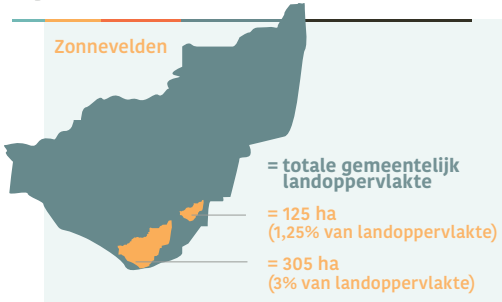 Zonnevelden
= totale gemeentelijk
landoppervlakte
= 125 ha
(1,25% van landoppervlakte)
= 305 ha
(3% van landoppervlakte)